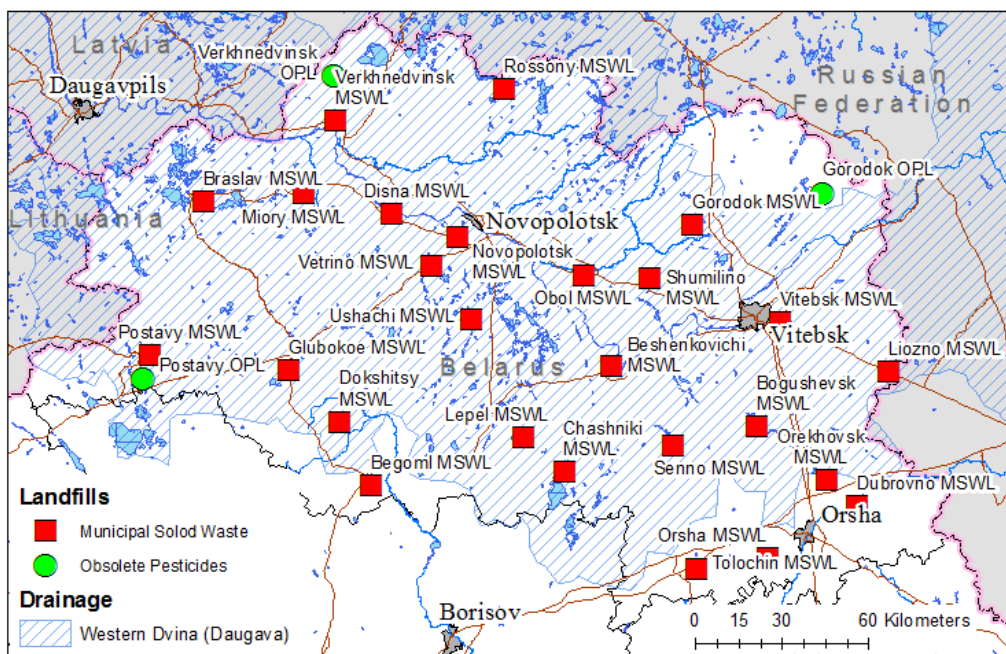 Latvia
Verkhnedvinsk
OPL
Verkhnedvinsk
MSWL
Rossony MSWL
Russian
Federation
Daugavpils
Gorodok OPL
Braslav MSWL
Disna MSWL
Gorodok MSWL
Lithuania
Miory MSWL
Novopolotsk
Vetrino MSWL
Novopolotsk
MSWL
Obol MSWL
Shumilino
MSWL
Vitebsk MSWL
Ushachi MSWL
Vitebsk
Postavy MSWL
Glubokoe MSWL
Beshenkovichi
MSWL
Liozno MSWL
Postavy OPL
Belarus
Dokshitsy
MSWL
Bogushevsk
MSWL
Lepel MSWL
Chashniki
MSWL
Orekhovsk
MSWL
Begoml MSWL
Senno MSWL
Dubrovno MSWL
Landfills
Orsha
Municipal Solod Waste
Orsha MSWL
Obsolete Pesticides
Tolochin MSWL
Drainage
Borisov
Western Dvina (Daugava)
0 15 30 60 Kilometers